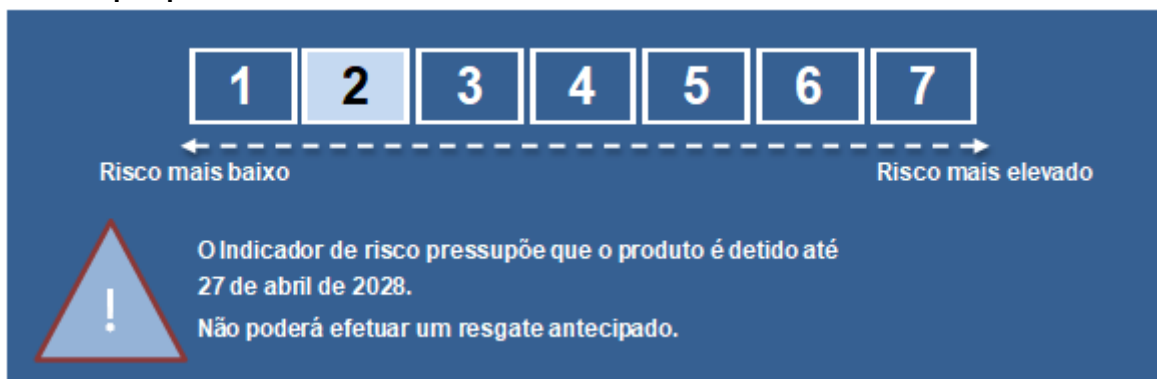 1 2 3 4 5 6 7
Risco mais baixo Risco mais elevado
O Indicador de risco pressupõe que o produto é detido até
27 de abril de 2028.
!
Não poderá efetuar um resgate antecipado.